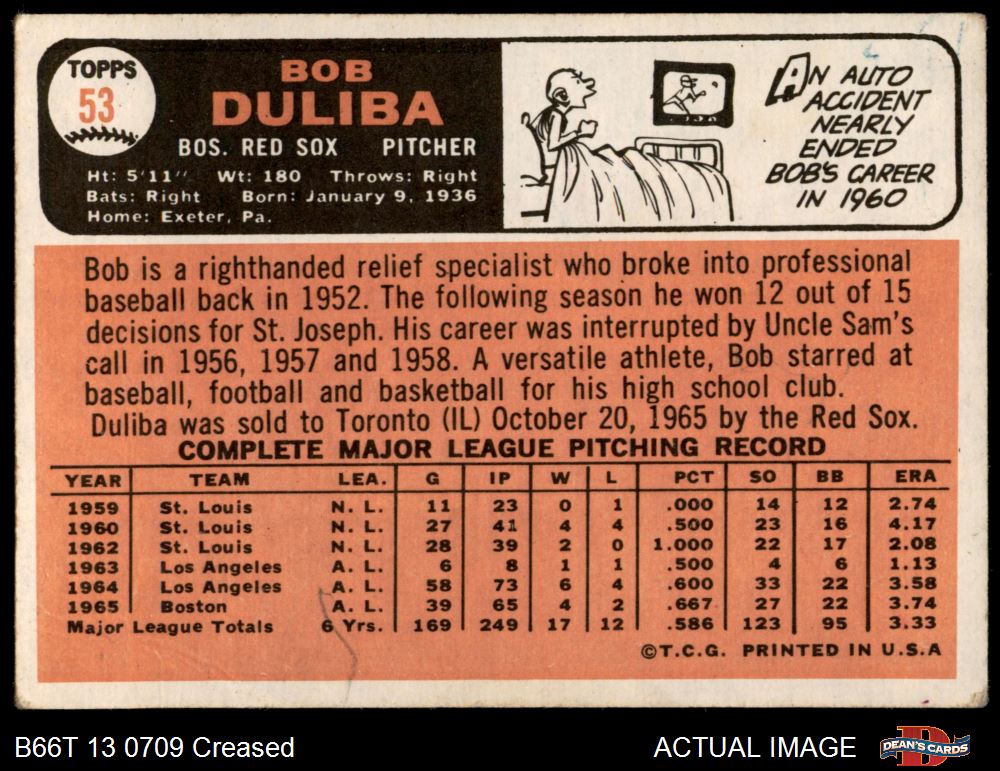 TOPPS
53
BOB
DULIBA
BOS. RED SOX PITCHER
Ht: 5'11" Wt: 180 Throws: Right
Bats: Right Born: January 9, 1936
Home: Exeter, Pa.
AN AUTO
ACCIDENT
NEARLY
ENDED
BOB'S CAREER
IN 1960
Bob is a righthanded relief specialist who broke into professional
baseball back in 1952. The following season he won 12 out of 15
decisions for St. Joseph. His career was interrupted by Uncle Sam's
call in 1956, 1957 and 1958. A versatile athlete, Bob starred at
baseball, football and basketball for his high school club.
Duliba was sold to Toronto (IL) October 20, 1965 by the Red Sox.
COMPLETE MAJOR LEAGUE PITCHING RECORD
YEAR TEAM LEA. G IP W L PCT SO BB ERA
1959 St. Louis N. L. 11 23 0 1 .000 14 12 2.74
1960 St. Louis N. L. 27 41 4 4 .500 23 16 4.17
1962 St. Louis N. L. 28 39 2 0 1.000 22 17 2.08
1963 Los Angeles A. L. 6 8 1 1 .500 4 6 1.13
1964 Los Angeles A. L. 58 73 6 4 .600 33 22 3.58
1965 Boston A. L. 39 65 4 2 .667 27 22 3.74
Major League Totals 6 Yrs. 169 249 17 12 .586 123 95 3.33
©T.C.G. PRINTED IN U.S.A
B66T 13 0709 Creased ACTUAL IMAGE
DEAN'S CARDS